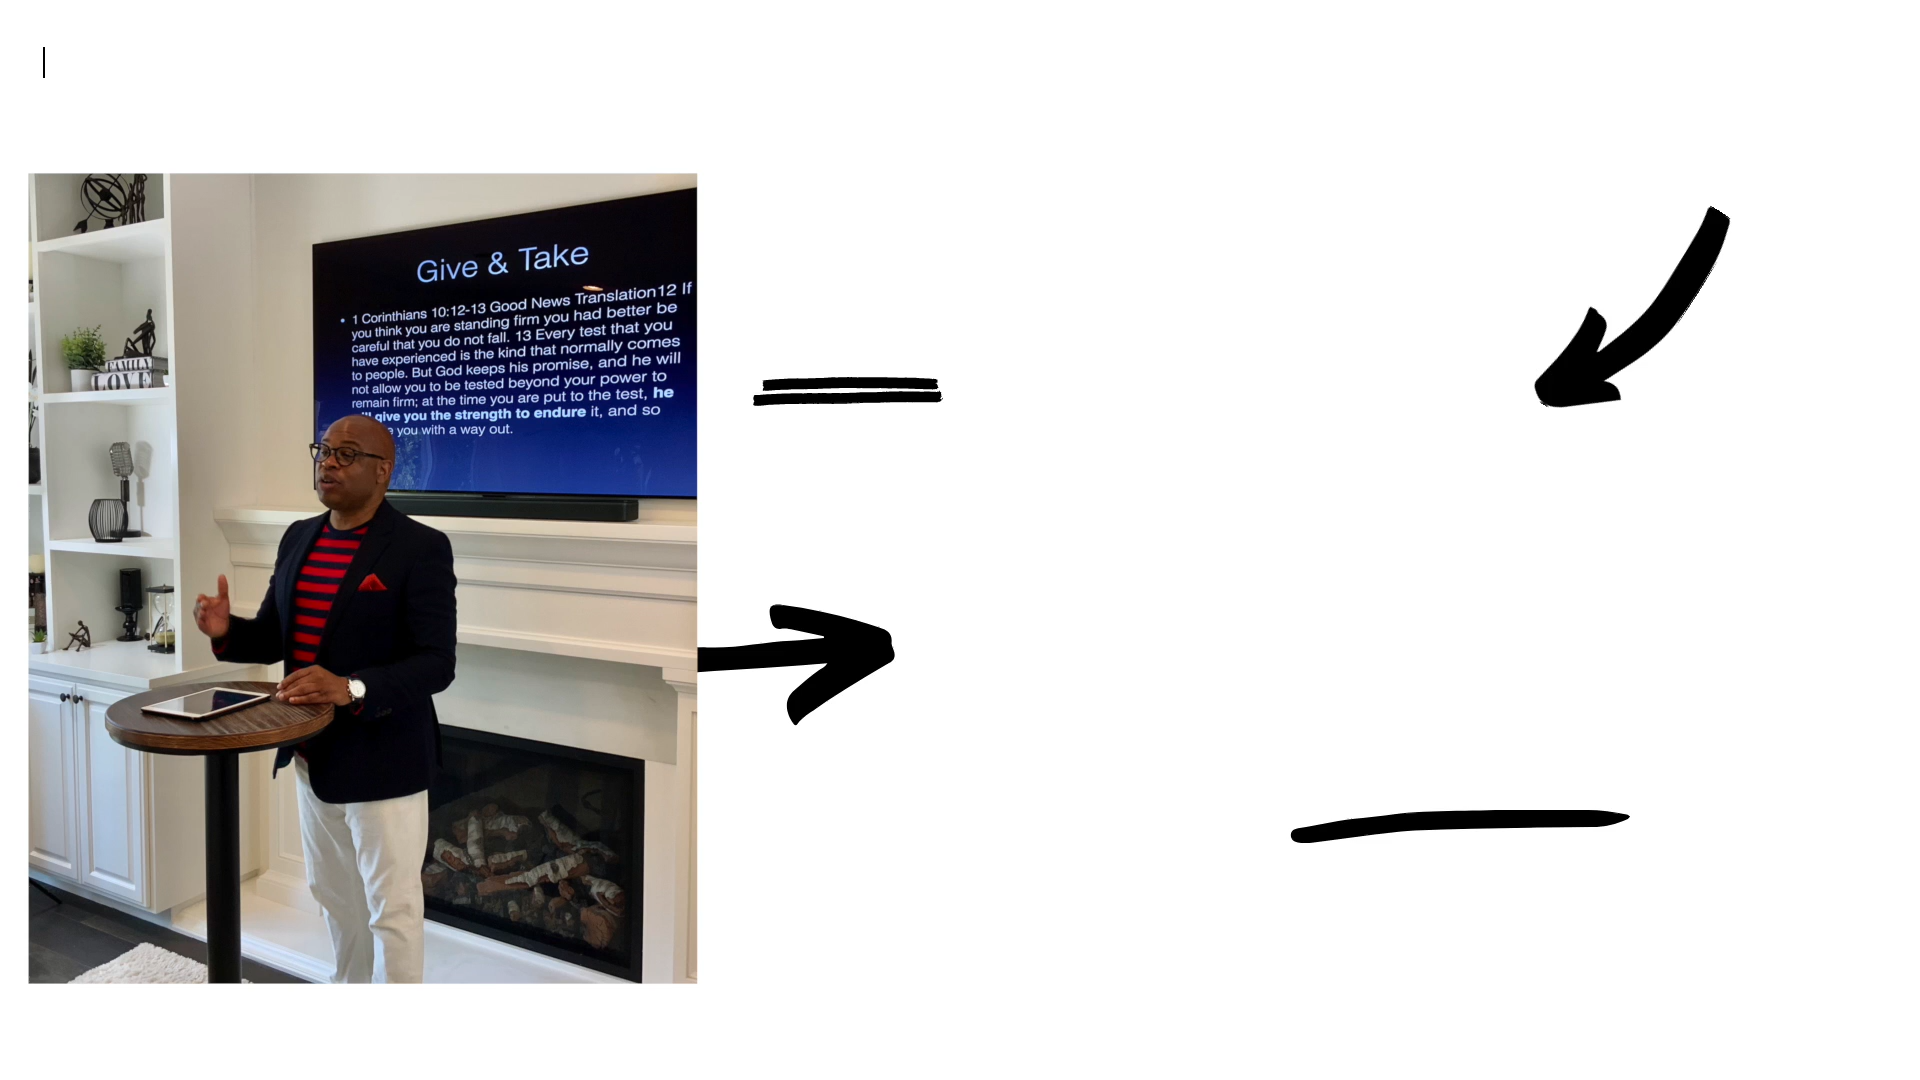 Give & Take
• 1 Corinthians 10:12-13 Good News Translation12 If
you think you are standing firm you had better be
careful that you do not fall. 13 Every test that you
have experienced is the kind that normally comes
to people. But God keeps his promise, and he will
not allow you to be tested beyond your power to
remain firm; at the time you are put to the test, he
give you the strength to endure it, and so
you with a way out.
FAMILY
LOVE